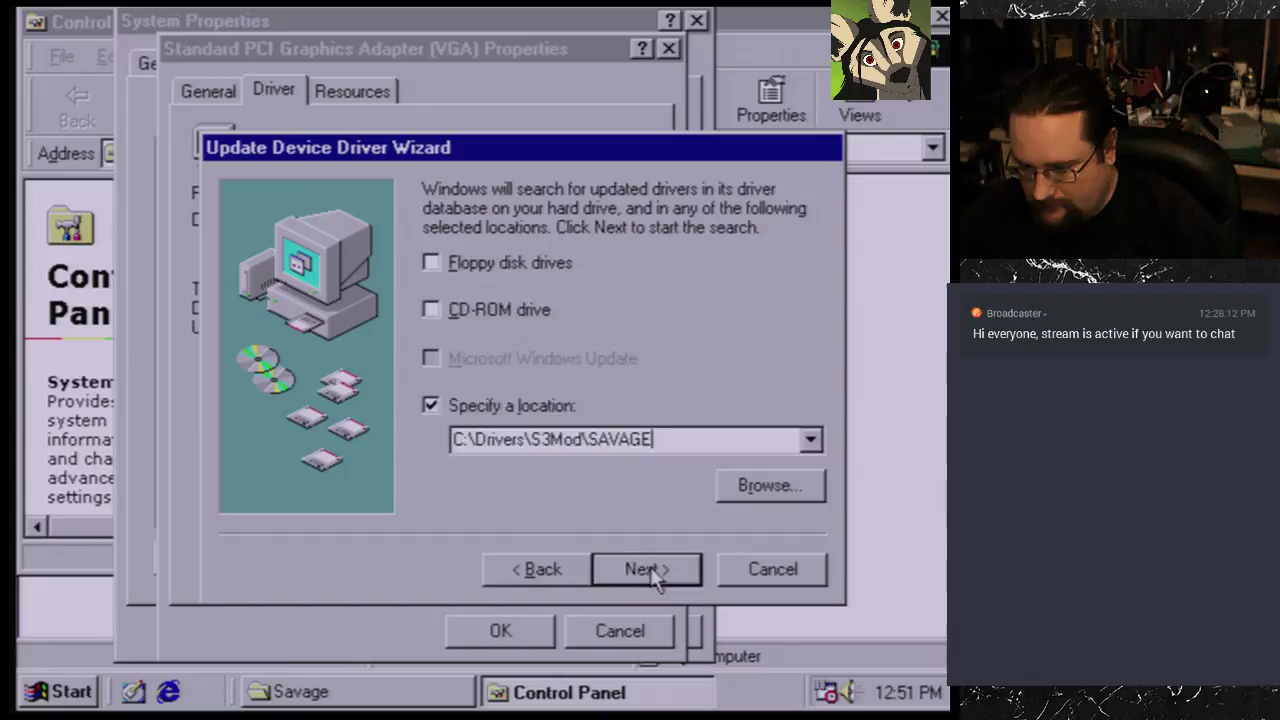 Control
System Properties
Standard PCI Graphics Adapter (VGA) Properties
File
Back
General
Driver
Resources
Properties
Views
Address
Update Device Driver Wizard
Windows will search for updated drivers in its driver
database on your hard drive, and in any of the following
selected locations. Click Next to start the search.
Floppy disk drives
CD-ROM drive
Microsoft Windows Update
Specify a location:
C:\Drivers\S3Mod\SAVAGE
Browse...
< Back
Next >
Cancel
Con
Pan
System
Provides
system
informa
and cha
advance
settings
OK
Cancel
Start
Savage
Control Panel
12:51 PM
Broadcaster
12:28:12 PM
Hi everyone, stream is active if you want to chat